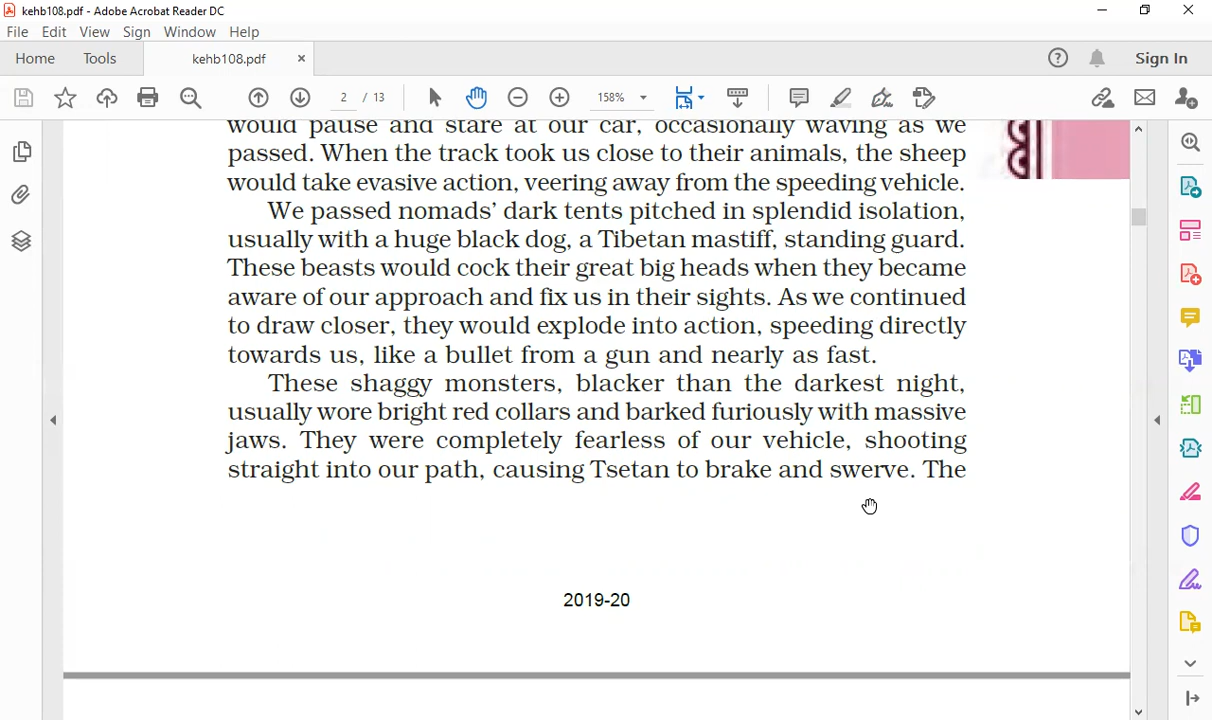 kehb108.pdf - Adobe Acrobat Reader DC
File Edit View Sign Window Help
Home Tools kehb108.pdf × Sign In
2 / 13 158%
would pause and stare at our car, occasionally waving as we
passed. When the track took us close to their animals, the sheep
would take evasive action, veering away from the speeding vehicle.
We passed nomads’ dark tents pitched in splendid isolation,
usually with a huge black dog, a Tibetan mastiff, standing guard.
These beasts would cock their great big heads when they became
aware of our approach and fix us in their sights. As we continued
to draw closer, they would explode into action, speeding directly
towards us, like a bullet from a gun and nearly as fast.
These shaggy monsters, blacker than the darkest night,
usually wore bright red collars and barked furiously with massive
jaws. They were completely fearless of our vehicle, shooting
straight into our path, causing Tsetan to brake and swerve. The
2019-20